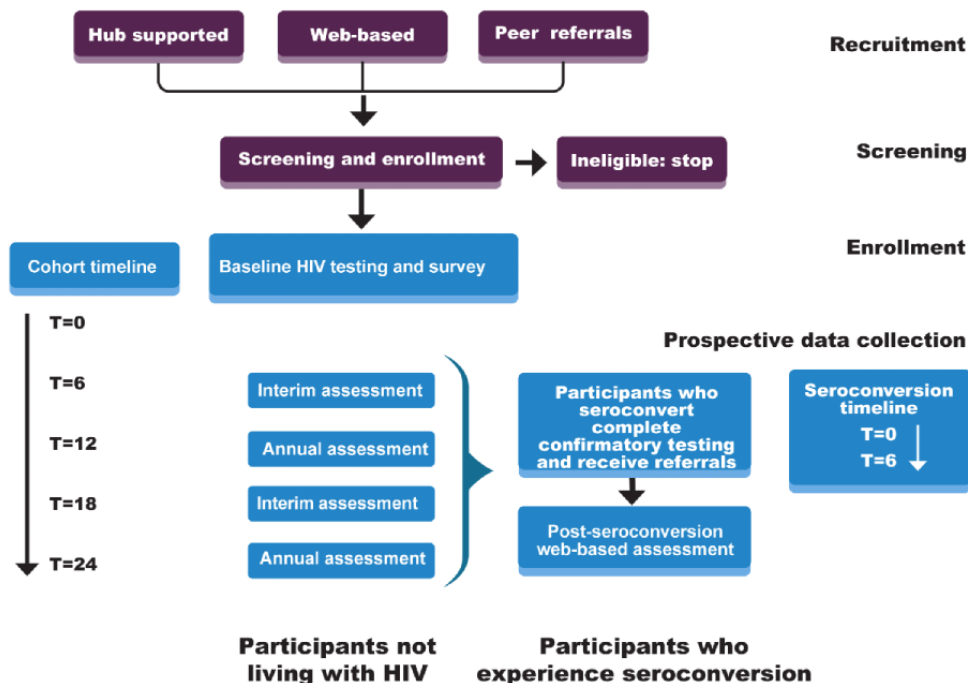 Hub supported
Web-based
Peer referrals
Recruitment
Screening and enrollment
Ineligible: stop
Screening
Enrollment
Cohort timeline
Baseline HIV testing and survey
T=0
Prospective data collection
T=6
Interim assessment
Participants who
seroconvert
complete
confirmatory testing
and receive referrals
Seroconversion
timeline
T=0
T=6
T=12
Annual assessment
T=18
Interim assessment
Post-seroconversion
web-based assessment
T=24
Annual assessment
Participants not
living with HIV
Participants who
experience seroconversion